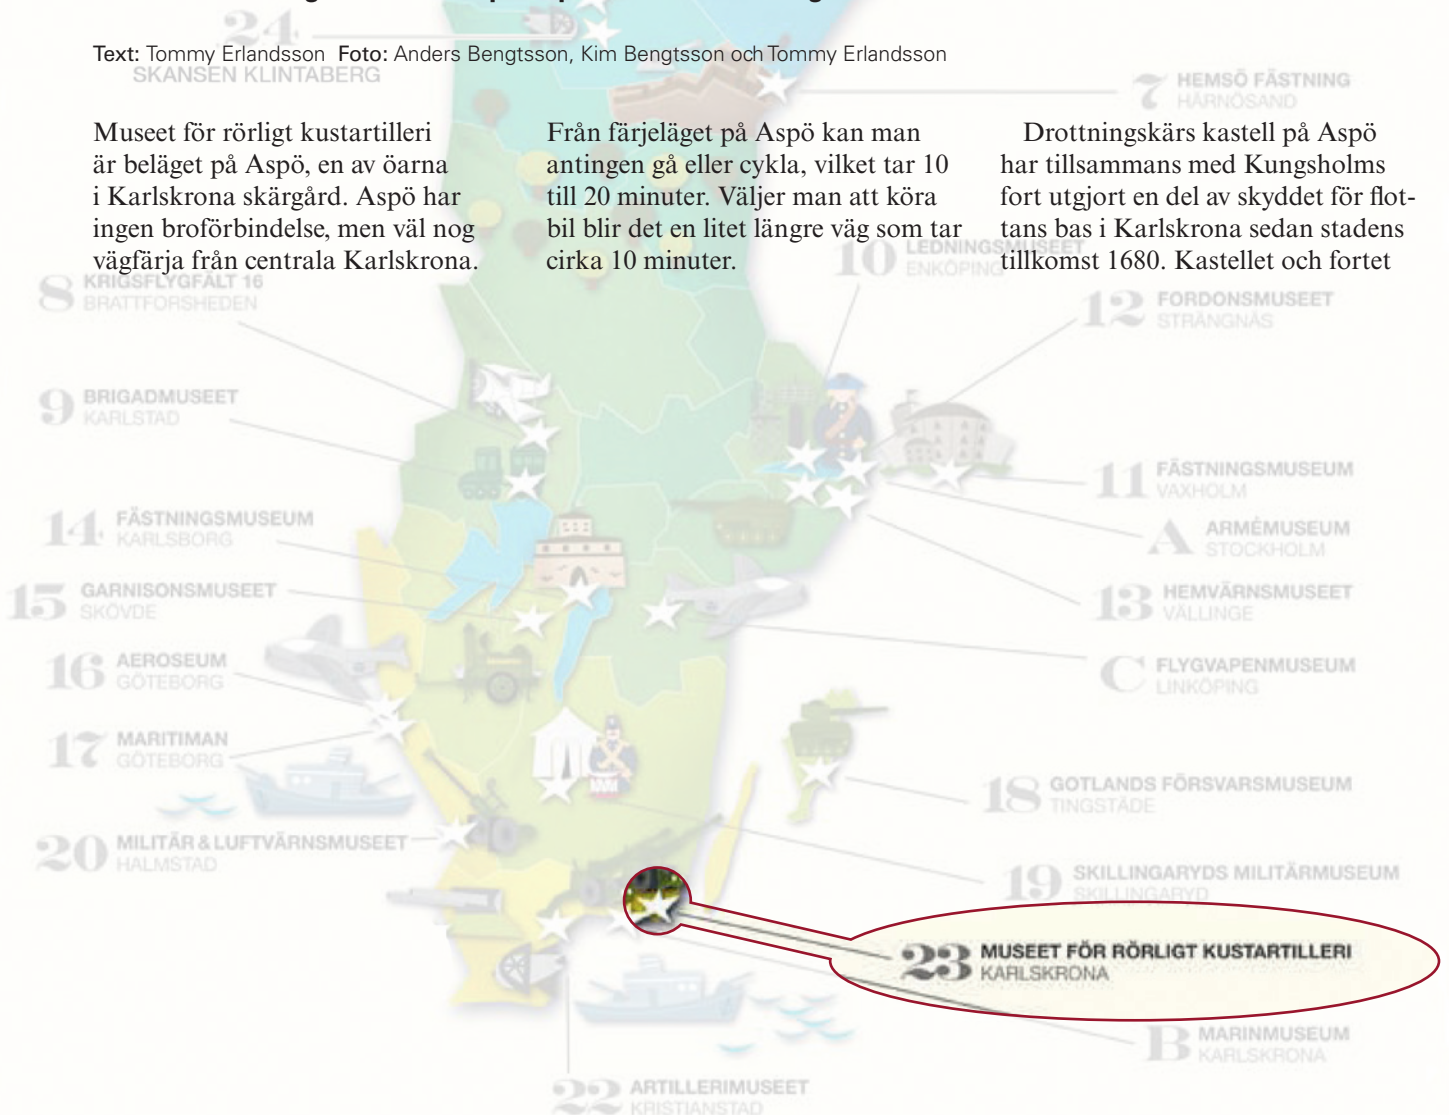 Text: Tommy Erlandsson Foto: Anders Bengtsson, Kim Bengtsson och Tommy Erlandsson
Museet för rörligt kustartilleri
är beläget på Aspö, en av öarna
i Karlskrona skärgård. Aspö har
ingen broförbindelse, men väl nog
vägfärja från centrala Karlskrona.
Från färjeläget på Aspö kan man
antingen gå eller cykla, vilket tar 10
till 20 minuter. Väljer man att köra
bil blir det en litet längre väg som tar
cirka 10 minuter.
Drottningskärs kastell på Aspö
har tillsammans med Kungsholms
fort utgjort en del av skyddet för flot-
tans bas i Karlskrona sedan stadens
tillkomst 1680. Kastellet och fortet
24
SKANSEN KLINTABERG
7 HEMSÖ FÄSTNING
HÄRNÖSAND
8 KRIGSFLYGFÄLT 16
BRATTFORSHEDEN
10 LEDNINGSMUSEET
ENKÖPING
12 FORDONSMUSEET
STRÄNGNÄS
9 BRIGADMUSEET
KARLSTAD
11 FÄSTNINGSMUSEUM
VAXHOLM
14 FÄSTNINGSMUSEUM
KARLSBORG
A ARMÉMUSEUM
STOCKHOLM
15 GARNISONSMUSEET
SKÖVDE
13 HEMVÄRNSMUSEET
VÄLLINGE
16 AEROSEUM
GÖTEBORG
C FLYGVAPENMUSEUM
LINKÖPING
17 MARITIMAN
GÖTEBORG
18 GOTLANDS FÖRSVARSMUSEUM
TINGSTÄDE
20 MILITÄR & LUFTVÄRNSMUSEET
HALMSTAD
19 SKILLINGARYDS MILITÄRMUSEUM
SKILLINGARYD
23 MUSEET FÖR RÖRLIGT KUSTARTILLERI
KARLSKRONA
B MARINMUSEUM
KARLSKRONA
22 ARTILLERIMUSEET
KRISTIANSTAD